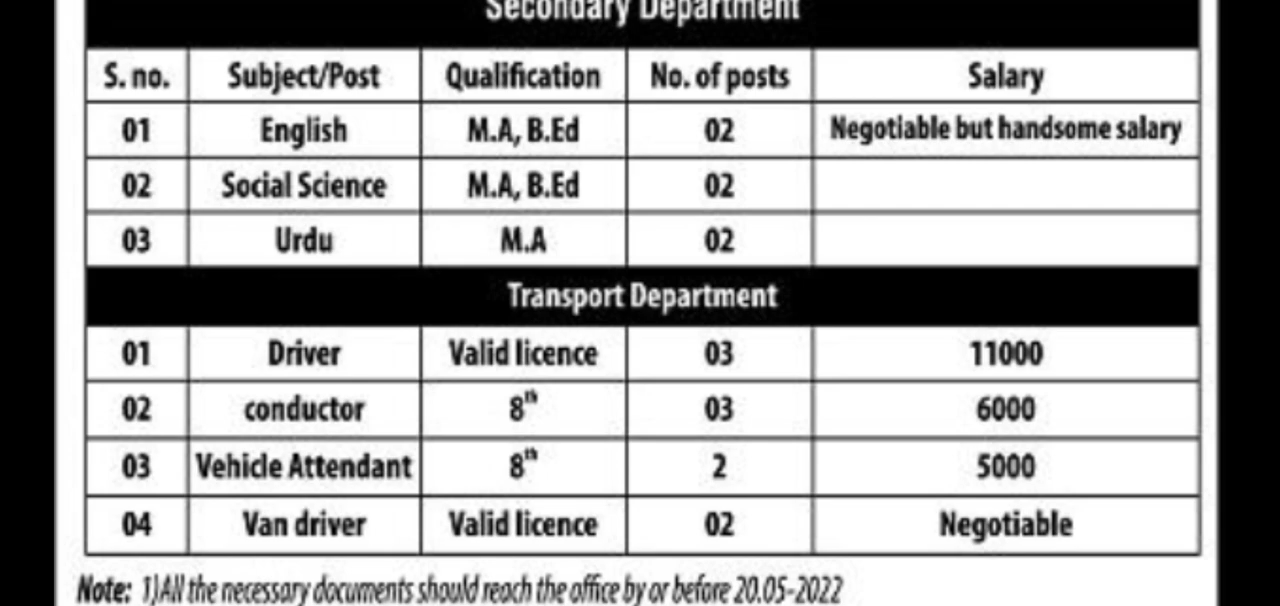 Secondary Department
S. no. Subject/Post Qualification No. of posts Salary
01 English M.A, B.Ed 02 Negotiable but handsome salary
02 Social Science M.A, B.Ed 02
03 Urdu M.A 02
Transport Department
01 Driver Valid licence 03 11000
02 conductor 8th 03 6000
03 Vehicle Attendant 8th 2 5000
04 Van driver Valid licence 02 Negotiable
Note: 1)All the necessary documents should reach the office by or before 20.05-2022